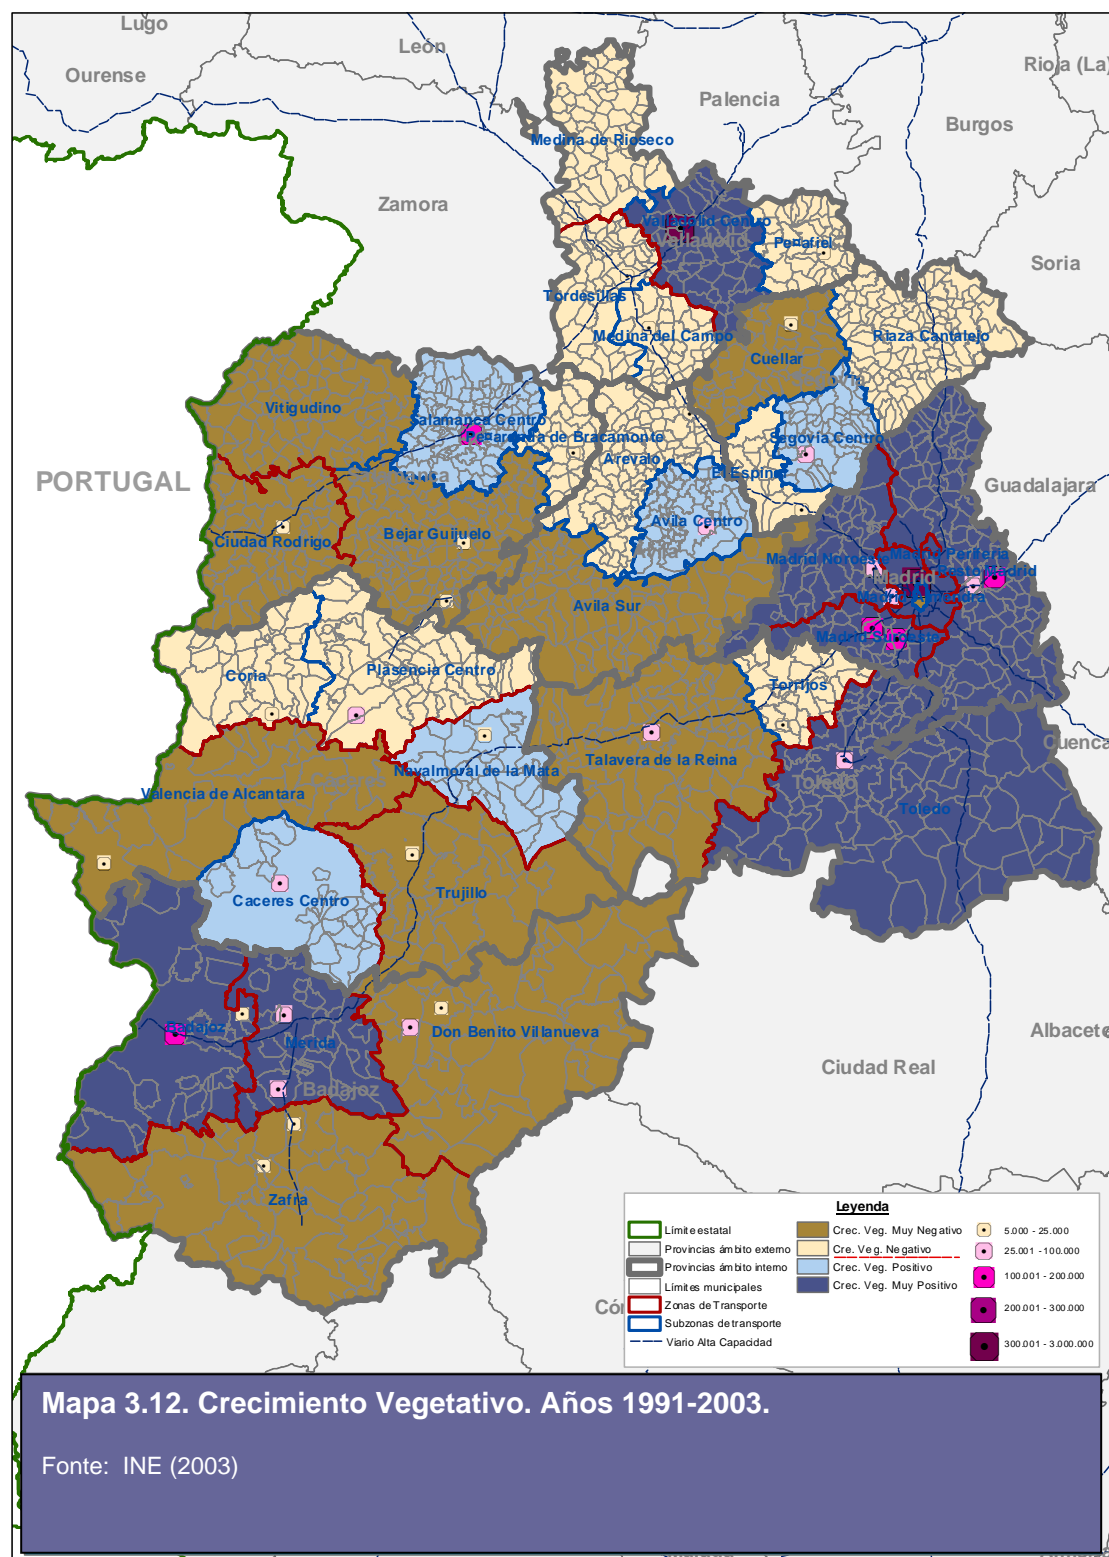 Lugo
León
Ourense
Rioja (La)
Palencia
Burgos
Medina de Rioseco
Zamora
Valladolid Centro
Valladolid
Peñafiel
Soria
Tordesillas
Medina del Campo
Riaza Cantalejo
Cuellar
Vitigudino
Salamanca Centro
Peñaranda de Bracamonte
Segovia Centro
Arevalo
El Espinar
PORTUGAL
Guadalajara
Avila Centro
Ciudad Rodrigo
Bejar Guijuelo
Madrid Noroeste
Madrid Periferia
Resto Madrid
Madrid
Avila Sur
Madrid Suroeste
Coria
Plasencia Centro
Torrijos
Cuenca
Navalmoral de la Mata
Talavera de la Reina
Caceres
Valencia de Alcantara
Toledo
Toledo
Trujillo
Caceres Centro
Badajoz
Merida
Don Benito Villanueva
Albacete
Ciudad Real
Badajoz
Zafra
Leyenda
Límite estatal
Provincias ámbito externo
Provincias ámbito interno
Límites municipales
Zonas de Transporte
Subzonas de transporte
Viario Alta Capacidad
Crec. Veg. Muy Negativo
Cre. Veg. Negativo
Crec. Veg. Positivo
Crec. Veg. Muy Positivo
5.000 - 25.000
25.001 - 100.000
100.001 - 200.000
200.001 - 300.000
300.001 - 3.000.000
Mapa 3.12. Crecimiento Vegetativo. Años 1991-2003.
Fonte: INE (2003)